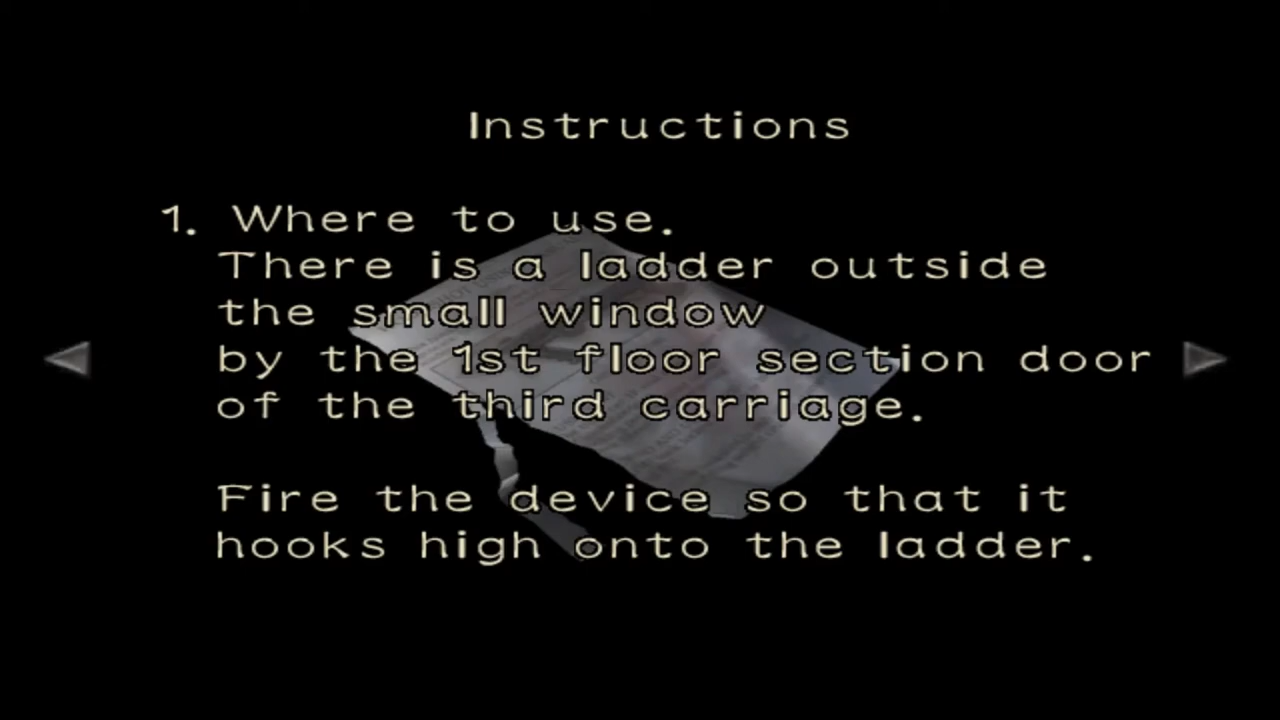 Instructions
1. Where to use.
There is a ladder outside
the small window
by the 1st floor section door
of the third carriage.
Fire the device so that it
hooks high onto the ladder.